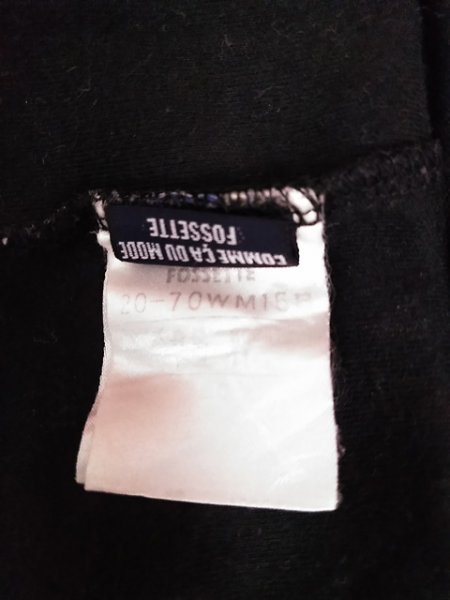 COMME ÇA DU MODE
FOSSETTE
FOSSETTE
20-70WM15